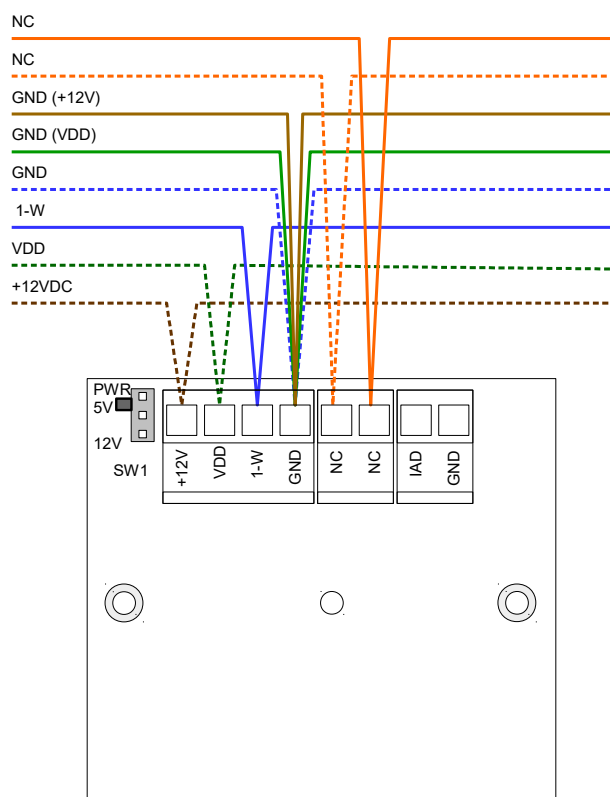 NC
NC
GND (+12V)
GND (VDD)
GND
1-W
VDD
+12VDC
PWR
5V
12V
SW1
+12V
VDD
1-W
GND
NC
NC
IAD
GND